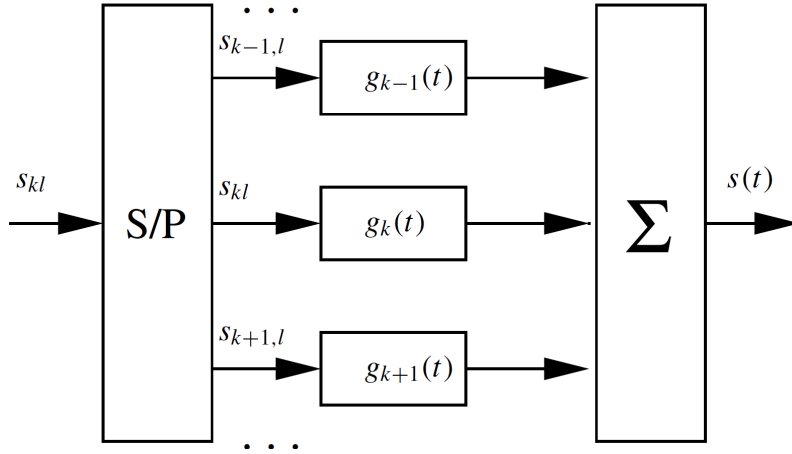 . . .
s_{k−1,l}
g_{k−1}(t)
s_{kl}
S/P
s_{kl}
g_k(t)
Σ
s(t)
s_{k+1,l}
g_{k+1}(t)
. . .